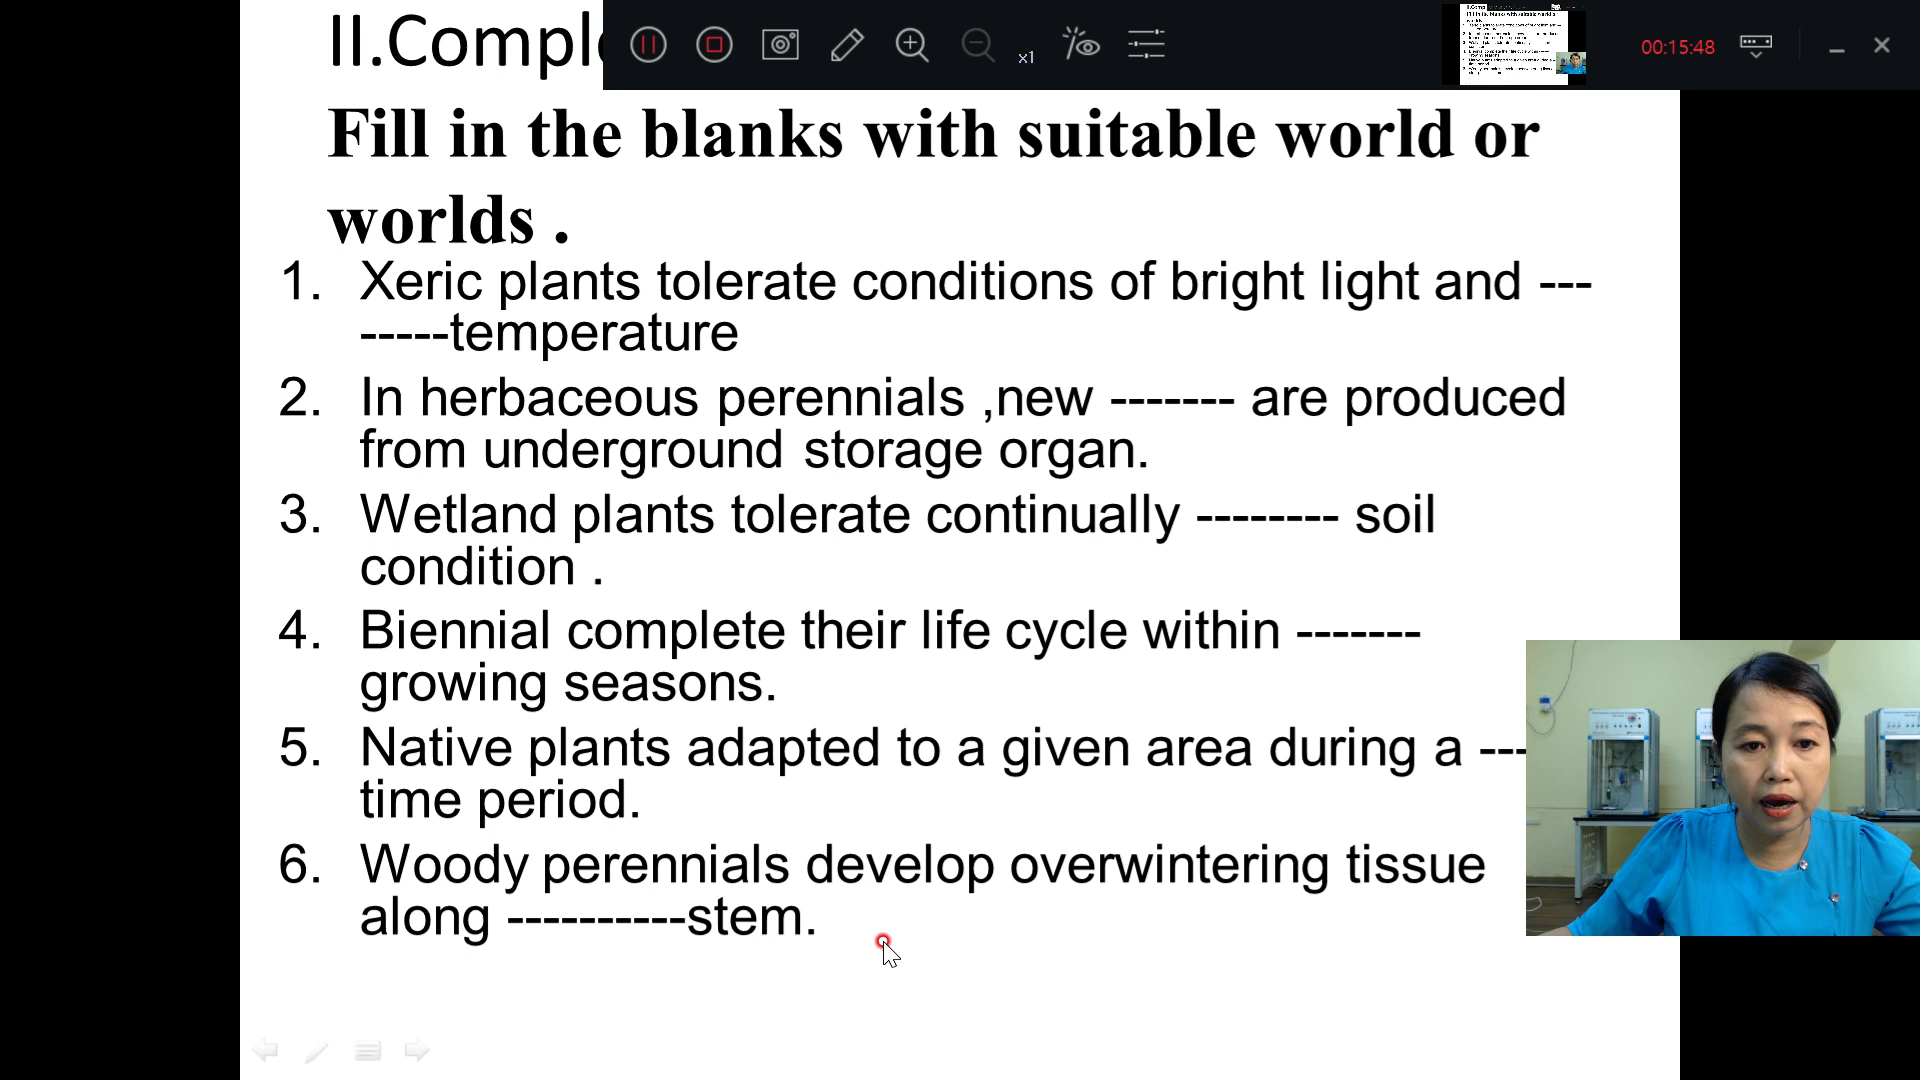 II.Compl
x1
00:15:48
Fill in the blanks with suitable world or
worlds .
1. Xeric plants tolerate conditions of bright light and ---
-----temperature
2. In herbaceous perennials ,new ------- are produced
from underground storage organ.
3. Wetland plants tolerate continually -------- soil
condition .
4. Biennial complete their life cycle within -------
growing seasons.
5. Native plants adapted to a given area during a ---
time period.
6. Woody perennials develop overwintering tissue
along ----------stem.